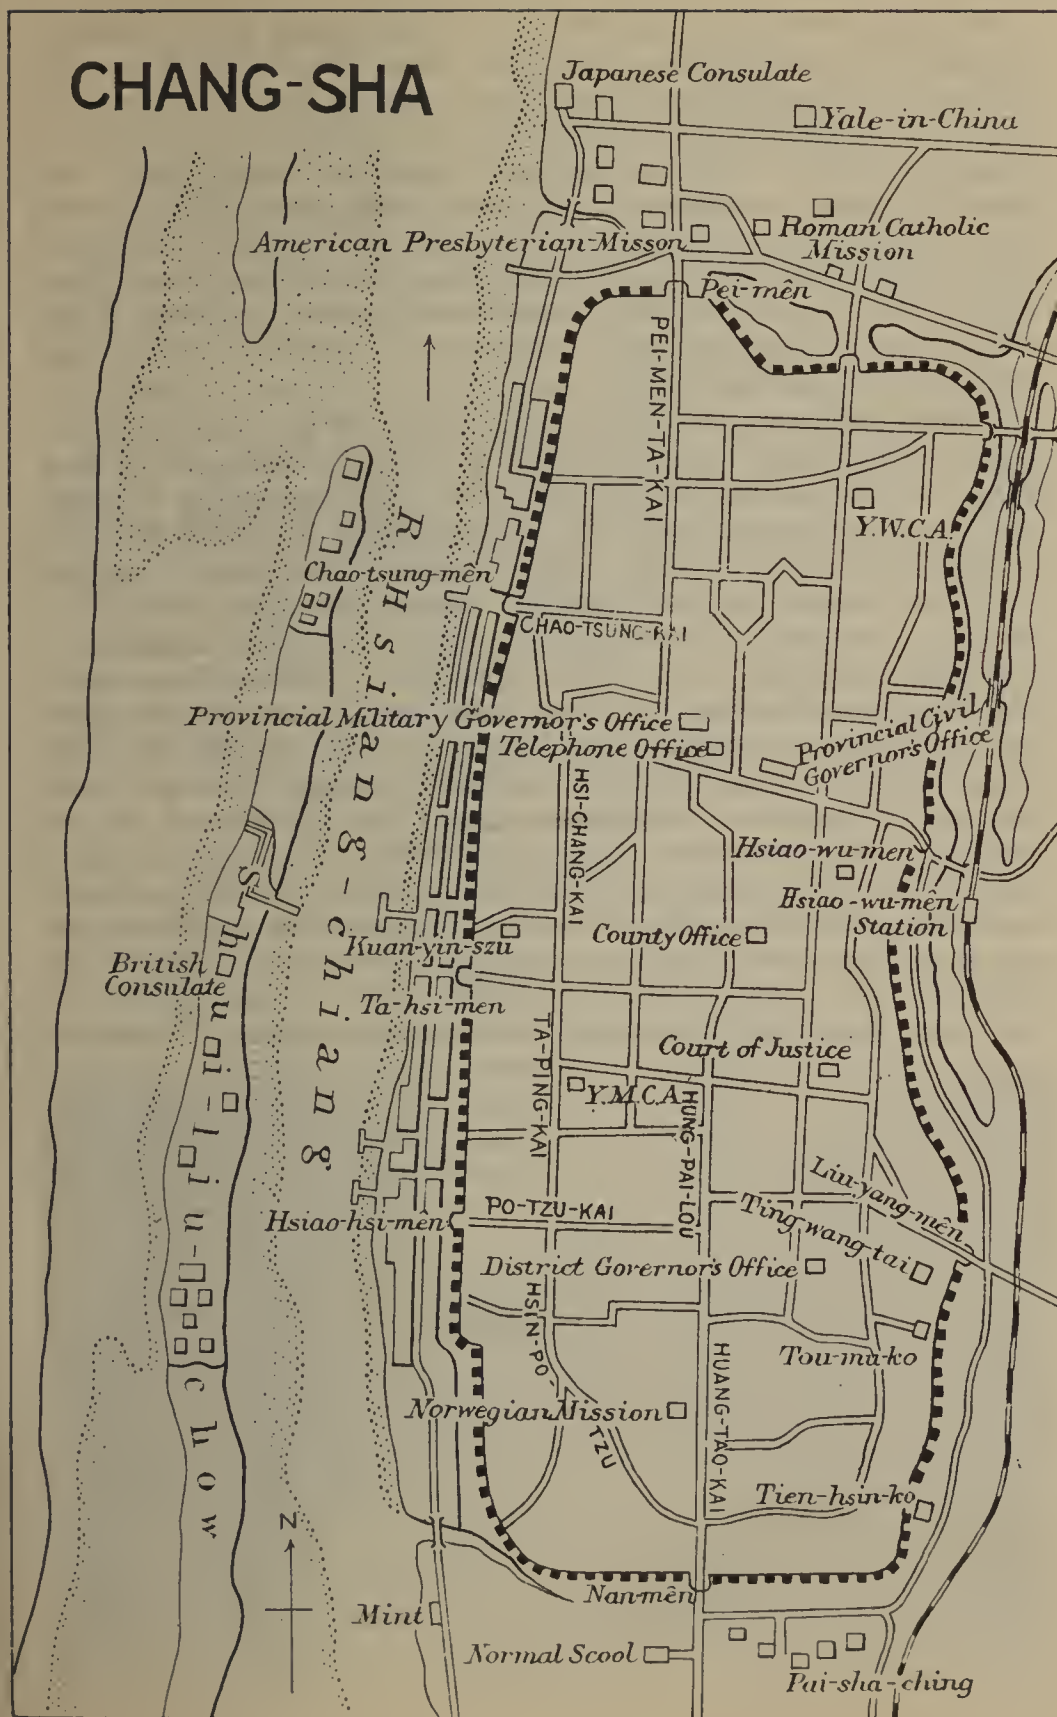 CHANG-SHA
Japanese Consulate
Yale-in-China
American Presbyterian-Misson
Roman Catholic
Mission
Pei-mên
PEI-MEN-TA-KAI
Y.W.C.A.
R. Hsiang-chiang
Chao-tsung-mên
CHAO-TSUNG-KAI
Provincial Military Governor's Office
Telephone Office
Provincial Civil
Governor's Office
HSI-CHANG-KAI
Hsiao-wu-men
Hsiao-wu-mên
Station
County Office
Kuan-yin-szu
British
Consulate
Shui-liu-chow
Ta-hsi-men
TA-PING-KAI
Court of Justice
Y.M.C.A.
HUNG-PAI-LOU
Liu-yang-mên
Ting wang-tai
PO-TZU-KAI
Hsiao-hsi-mên
District Governor's Office
HSIN-PO-TZU
Tou-mu-ko
HUANG-TAO-KAI
Norwegian Mission
Tien-hsin-ko
N
Nan-mên
Mint
Normal Scool
Pai-sha-ching